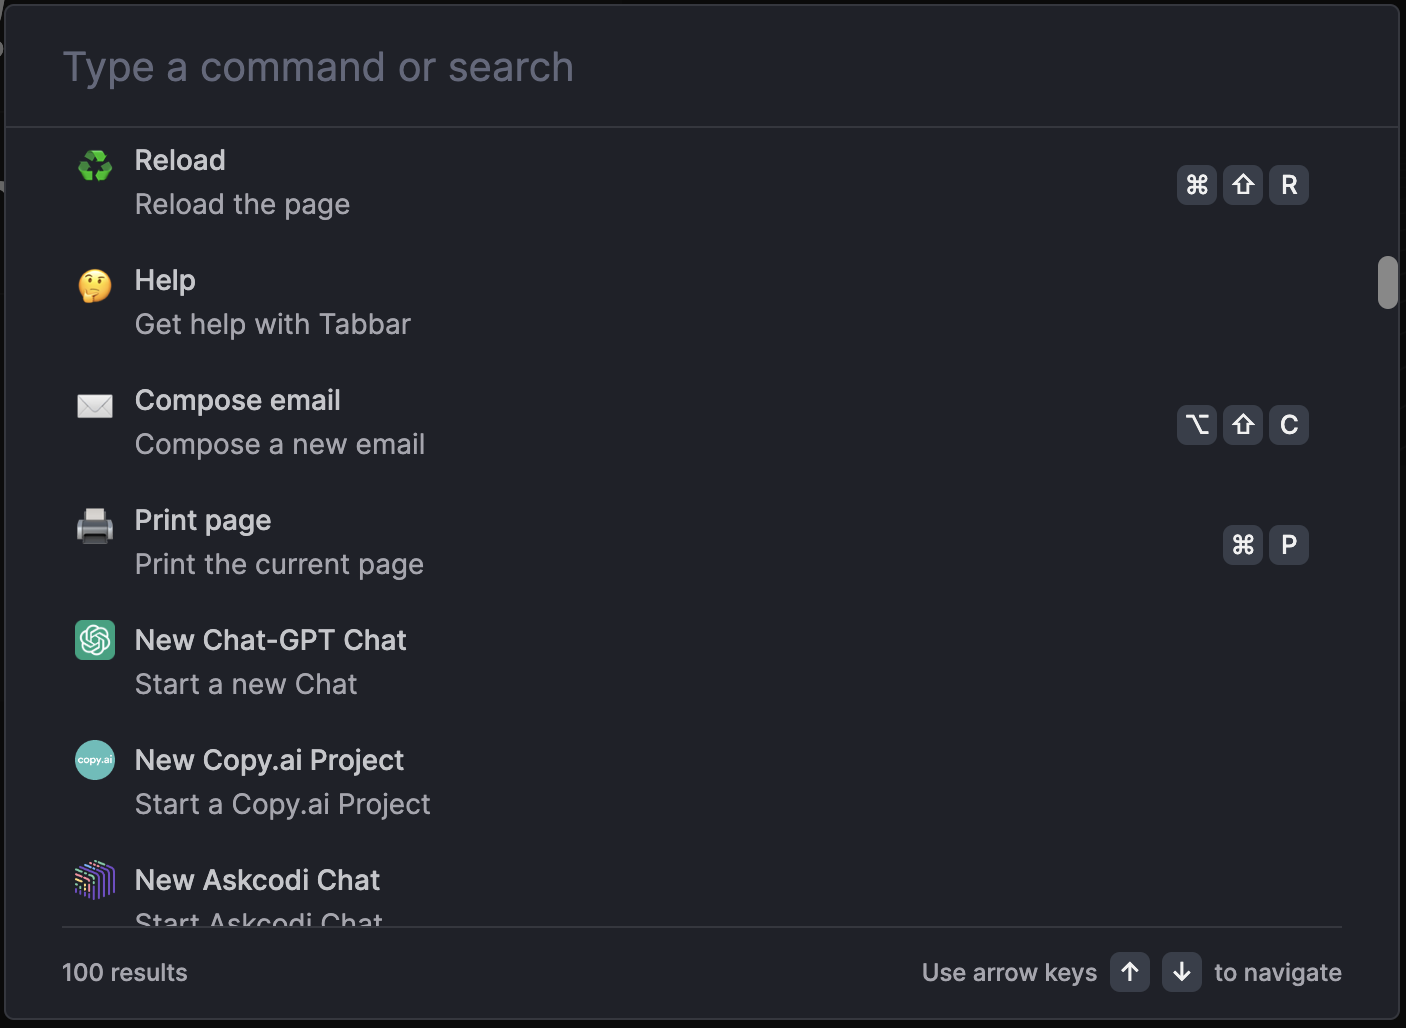 Type a command or search
Reload
Reload the page
⌘ ⇧ R
Help
Get help with Tabbar
Compose email
Compose a new email
⌥ ⇧ C
Print page
Print the current page
⌘ P
New Chat-GPT Chat
Start a new Chat
copy.ai
New Copy.ai Project
Start a Copy.ai Project
New Askcodi Chat
Start Askcodi Chat
100 results
Use arrow keys ↑ ↓ to navigate